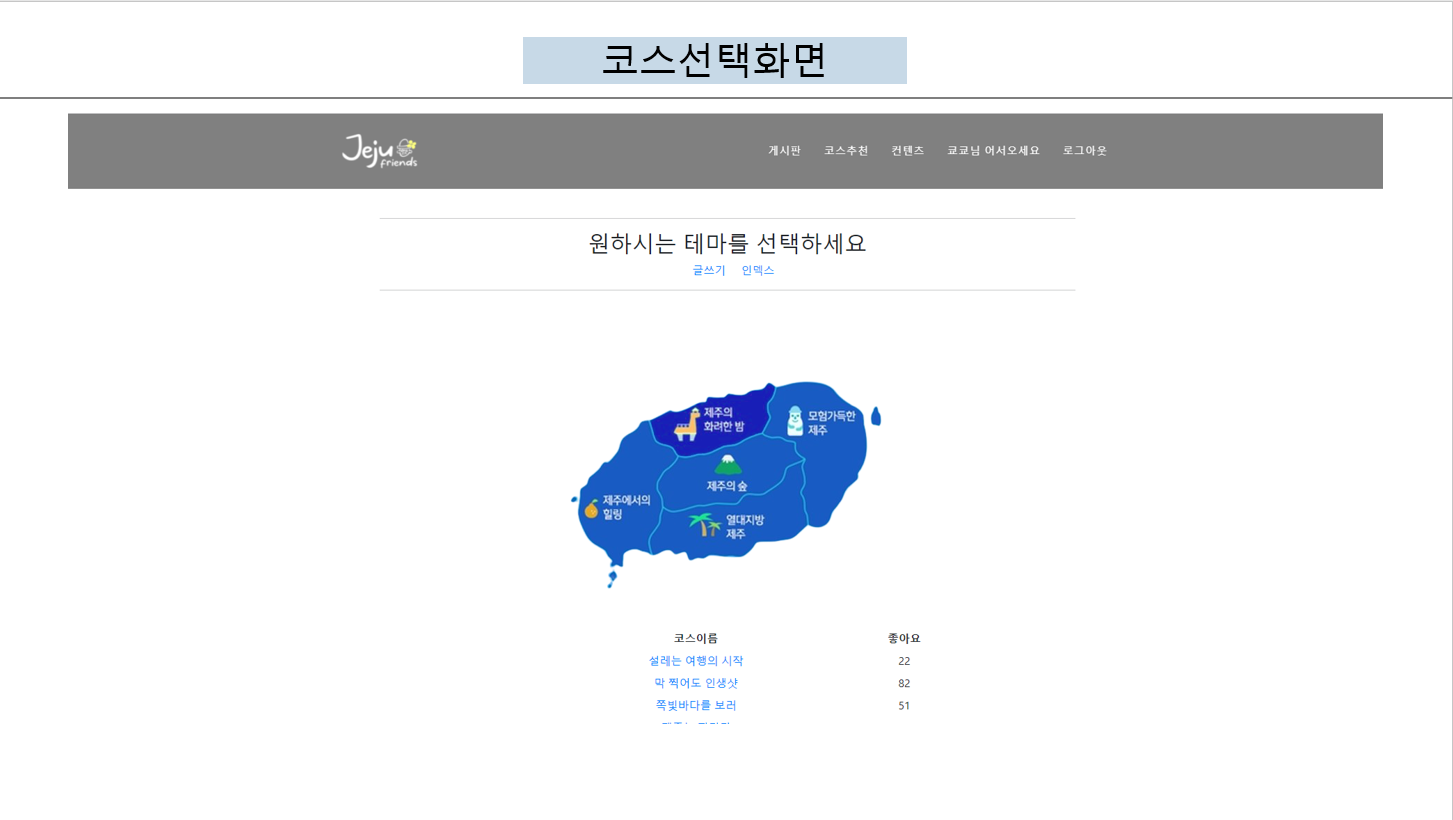 코스선택화면
Jeju
friends
게시판 코스추천 컨텐즈 쿄쿄님 어서오세요 로그아웃
원하시는 테마를 선택하세요
글쓰기 인덱스
제주의
화려한 밤
모험가득한
제주
제주의 숲
제주에서의
힐링
열대지방
제주
코스이름 좋아요
설레는 여행의 시작 22
막 찍어도 인생샷 82
쪽빛바다를 보러 51